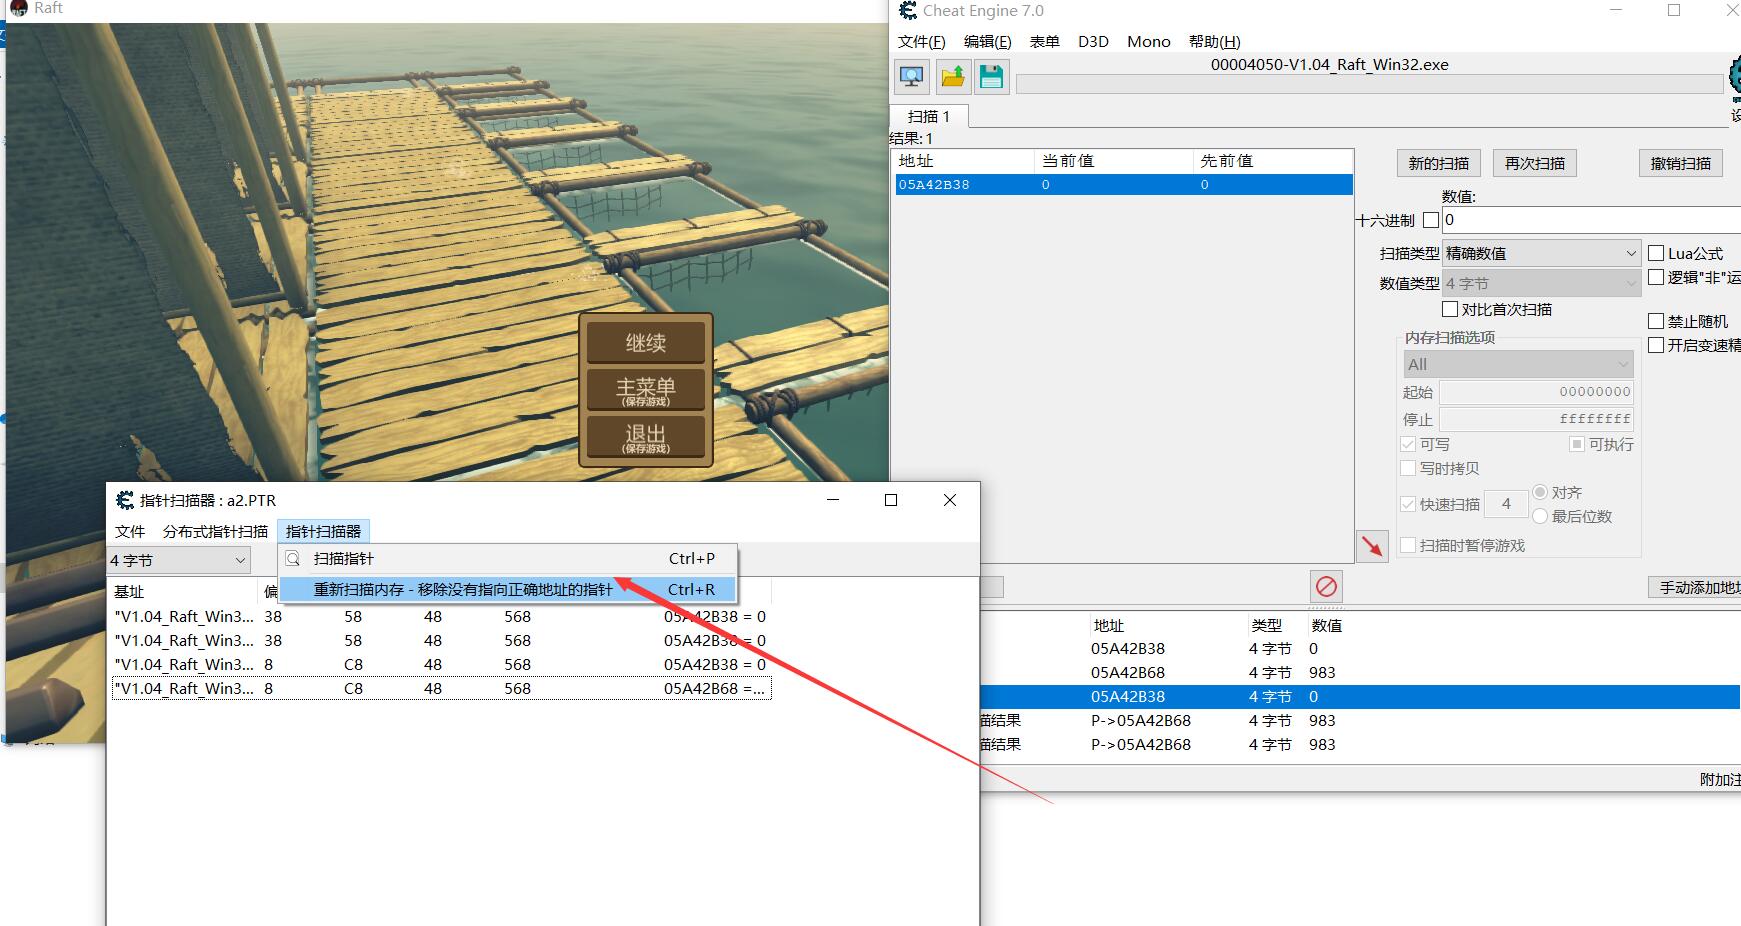 Raft
继续
主菜单
(保存游戏)
退出
(保存游戏)
Cheat Engine 7.0
文件(F) 编辑(E) 表单 D3D Mono 帮助(H)
00004050-V1.04_Raft_Win32.exe
扫描 1
结果:1
地址 当前值 先前值
05A42B38 0 0
新的扫描 再次扫描 撤销扫描
数值:
十六进制 0
扫描类型 精确数值 Lua公式
数值类型 4 字节 逻辑"非"运
对比首次扫描
禁止随机
内存扫描选项
开启变速精
All
起始 00000000
停止 ffffffff
可写 可执行
写时拷贝
快速扫描 4 对齐
最后位数
扫描时暂停游戏
手动添加地址
地址 类型 数值
05A42B38 4 字节 0
05A42B68 4 字节 983
05A42B38 4 字节 0
描结果 P->05A42B68 4 字节 983
描结果 P->05A42B68 4 字节 983
附加注
指针扫描器 : a2.PTR
文件 分布式指针扫描 指针扫描器
4 字节
扫描指针 Ctrl+P
重新扫描内存 - 移除没有指向正确地址的指针 Ctrl+R
基址 偏
"V1.04_Raft_Win3... 38 58 48 568 05A42B38 = 0
"V1.04_Raft_Win3... 38 58 48 568 05A42B38 = 0
"V1.04_Raft_Win3... 8 C8 48 568 05A42B38 = 0
"V1.04_Raft_Win3... 8 C8 48 568 05A42B68 =...